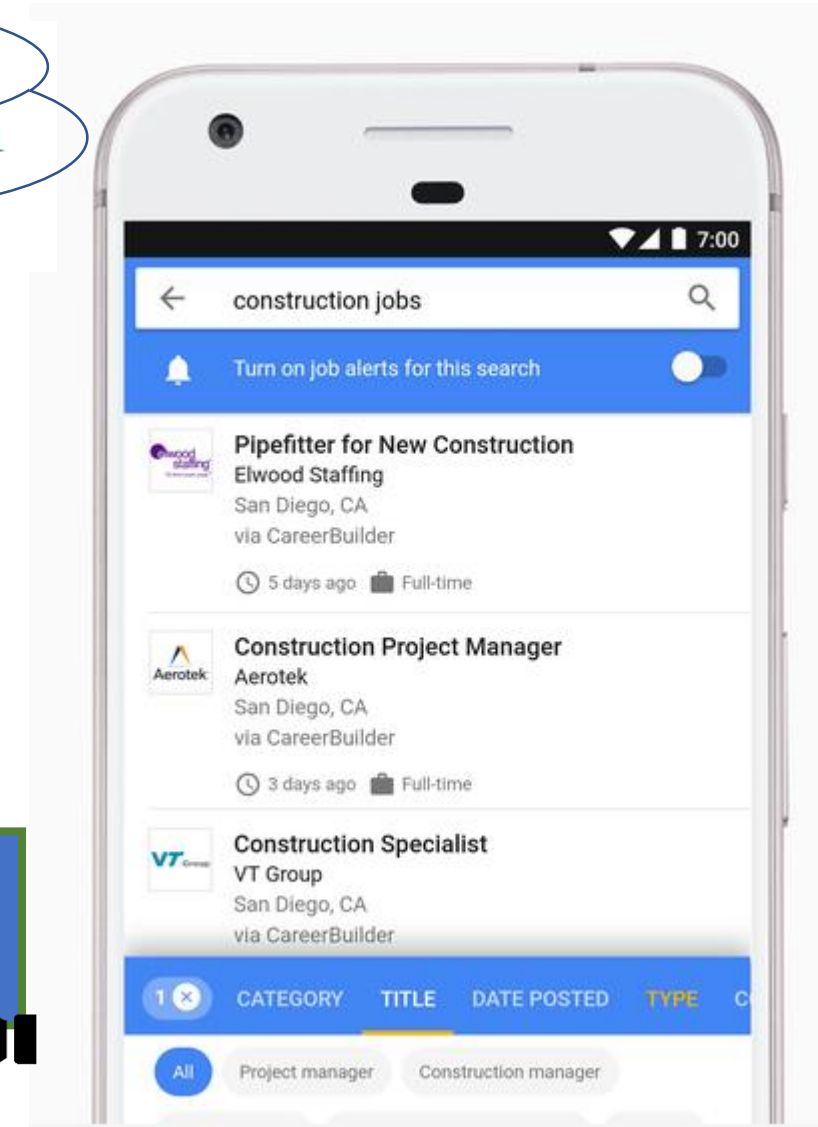 7:00
construction jobs
Turn on job alerts for this search
Elwood staffing
Pipefitter for New Construction
Elwood Staffing
San Diego, CA
via CareerBuilder
5 days ago Full-time
Aerotek
Construction Project Manager
Aerotek
San Diego, CA
via CareerBuilder
3 days ago Full-time
VT Group
Construction Specialist
VT Group
San Diego, CA
via CareerBuilder
1 CATEGORY TITLE DATE POSTED TYPE
All Project manager Construction manager